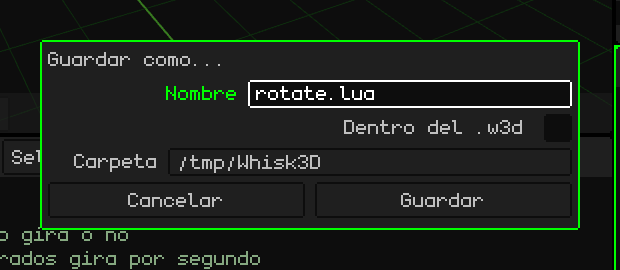 Guardar como...
Nombre rotate.lua
Dentro del .w3d
Sel
Carpeta /tmp/Whisk3D
Cancelar Guardar
o gira o no
rados gira por segundo